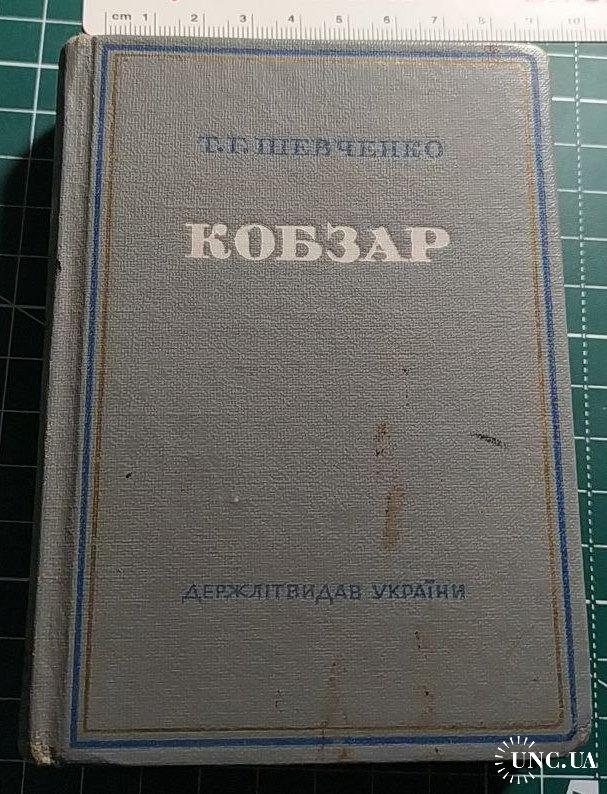 cm 1 2 3 4 5 6 7 8 9 10
Т.Г. ШЕВЧЕНКО
КОБЗАР
ДЕРЖЛІТВИДАВ УКРАЇНИ
UNC.UA